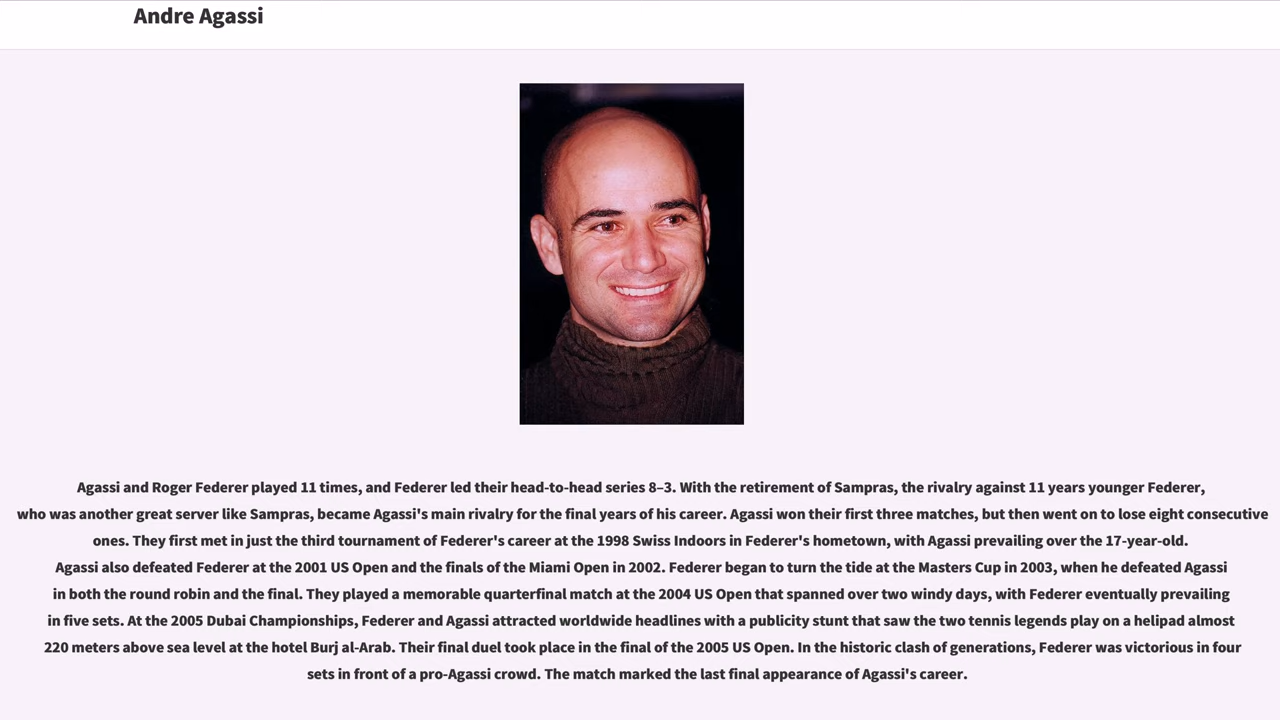 Andre Agassi
Agassi and Roger Federer played 11 times, and Federer led their head-to-head series 8–3. With the retirement of Sampras, the rivalry against 11 years younger Federer,
who was another great server like Sampras, became Agassi's main rivalry for the final years of his career. Agassi won their first three matches, but then went on to lose eight consecutive
ones. They first met in just the third tournament of Federer's career at the 1998 Swiss Indoors in Federer's hometown, with Agassi prevailing over the 17-year-old.
Agassi also defeated Federer at the 2001 US Open and the finals of the Miami Open in 2002. Federer began to turn the tide at the Masters Cup in 2003, when he defeated Agassi
in both the round robin and the final. They played a memorable quarterfinal match at the 2004 US Open that spanned over two windy days, with Federer eventually prevailing
in five sets. At the 2005 Dubai Championships, Federer and Agassi attracted worldwide headlines with a publicity stunt that saw the two tennis legends play on a helipad almost
220 meters above sea level at the hotel Burj al-Arab. Their final duel took place in the final of the 2005 US Open. In the historic clash of generations, Federer was victorious in four
sets in front of a pro-Agassi crowd. The match marked the last final appearance of Agassi's career.